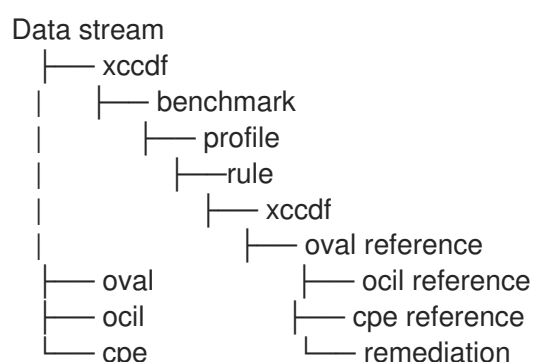 Data stream
├── xccdf
| ├── benchmark
| ├── profile
| ├──rule
| ├── xccdf
| ├── oval reference
├── oval ├── ocil reference
├── ocil ├── cpe reference
└── cpe └── remediation